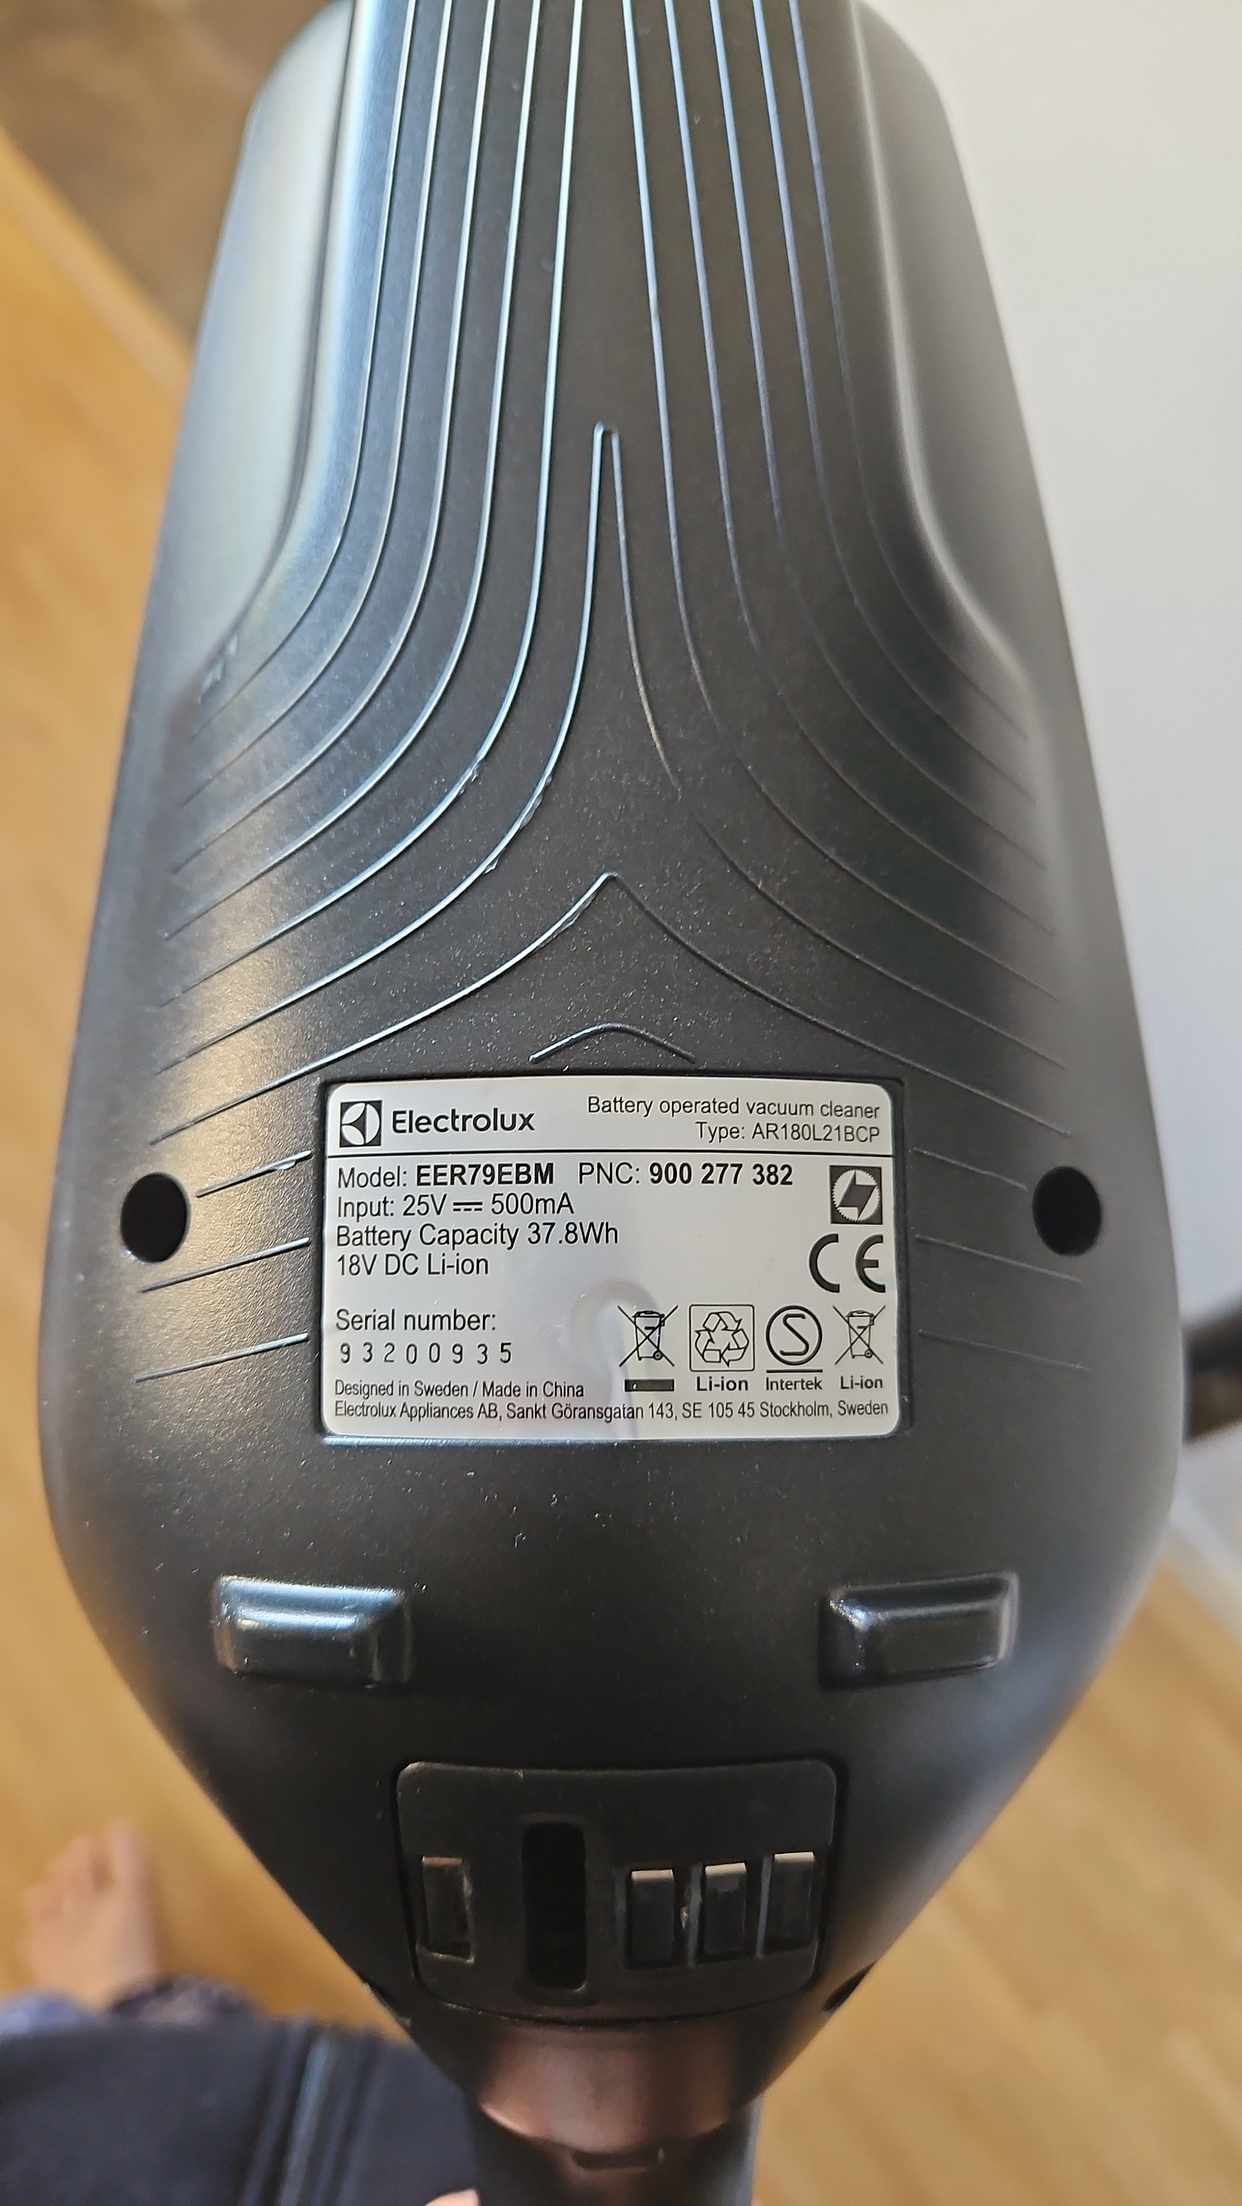 Electrolux
Battery operated vacuum cleaner
Type: AR180L21BCP
Model: EER79EBM PNC: 900 277 382
Input: 25V ⎓ 500mA
Battery Capacity 37.8Wh
18V DC Li-ion
CE
Serial number:
93200935
S
Li-ion Intertek Li-ion
Designed in Sweden / Made in China
Electrolux Appliances AB, Sankt Göransgatan 143, SE 105 45 Stockholm, Sweden